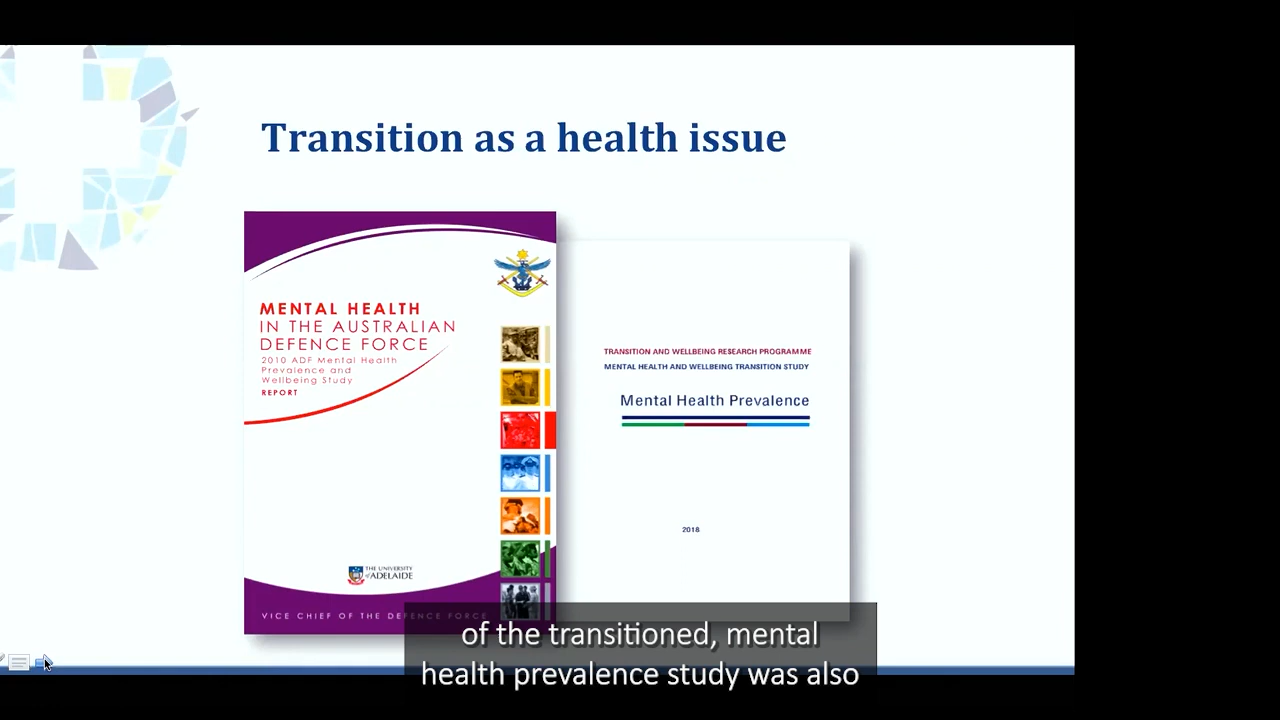 Transition as a health issue
MENTAL HEALTH
IN THE AUSTRALIAN
DEFENCE FORCE
2010 ADF Mental Health
Prevalence and
Wellbeing Study
REPORT
THE UNIVERSITY
of ADELAIDE
VICE CHIEF OF THE DEFENCE FORCE
TRANSITION AND WELLBEING RESEARCH PROGRAMME
MENTAL HEALTH AND WELLBEING TRANSITION STUDY
Mental Health Prevalence
2018
of the transitioned, mental
health prevalence study was also